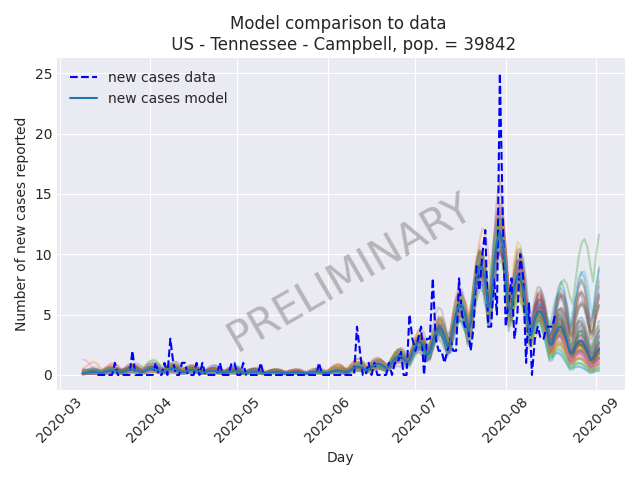 Model comparison to data
US - Tennessee - Campbell, pop. = 39842
new cases data
new cases model
PRELIMINARY
Number of new cases reported
25
20
15
10
5
0
2020-03
2020-04
2020-05
2020-06
2020-07
2020-08
2020-09
Day